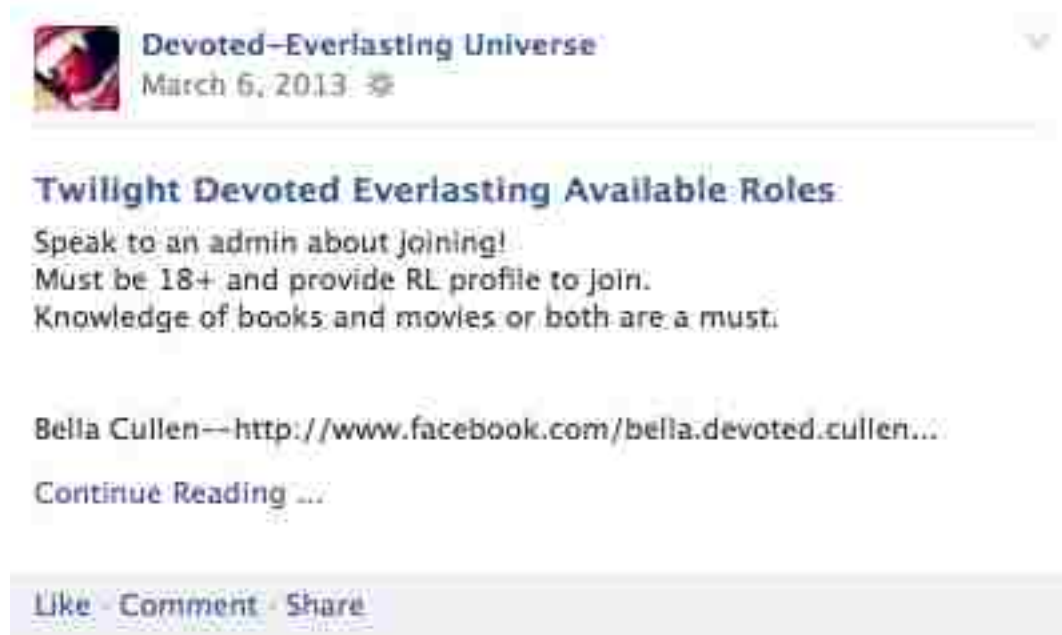 Devoted-Everlasting Universe
March 6, 2013
Twilight Devoted Everlasting Available Roles
Speak to an admin about joining!
Must be 18+ and provide RL profile to join.
Knowledge of books and movies or both are a must.
Bella Cullen--http://www.facebook.com/bella.devoted.cullen...
Continue Reading ...
Like · Comment · Share